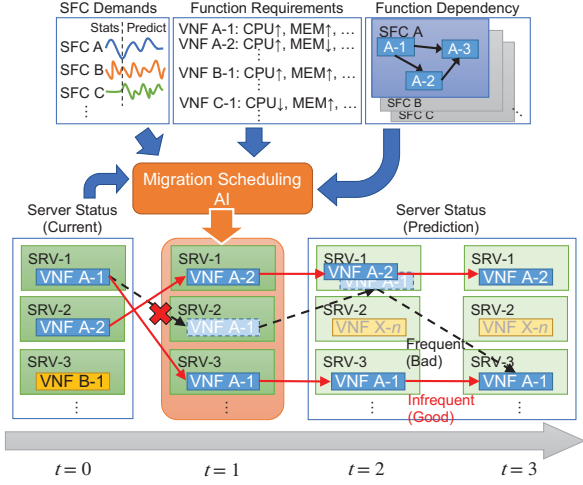 SFC Demands
Stats Predict
SFC A
SFC B
SFC C
⋮
Function Requirements
VNF A-1: CPU↑, MEM↑, ...
VNF A-2: CPU↑, MEM↓, ...
⋮
VNF B-1: CPU↑, MEM↑, ...
⋮
VNF C-1: CPU↓, MEM↑, ...
⋮
Function Dependency
SFC A
A-1
A-3
A-2
SFC B
SFC C
⋱
Migration Scheduling
AI
Server Status
(Current)
SRV-1
VNF A-1
SRV-2
VNF A-2
SRV-3
VNF B-1
⋮
SRV-1
VNF A-2
SRV-2
VNF A-1
SRV-3
VNF A-1
⋮
Server Status
(Prediction)
SRV-1
VNF A-2
VNF A-1
SRV-2
VNF X-n
SRV-3
VNF A-1
⋮
SRV-1
VNF A-2
SRV-2
VNF X-n
SRV-3
VNF A-1
⋮
Frequent
(Bad)
Infrequent
(Good)
t = 0
t = 1
t = 2
t = 3